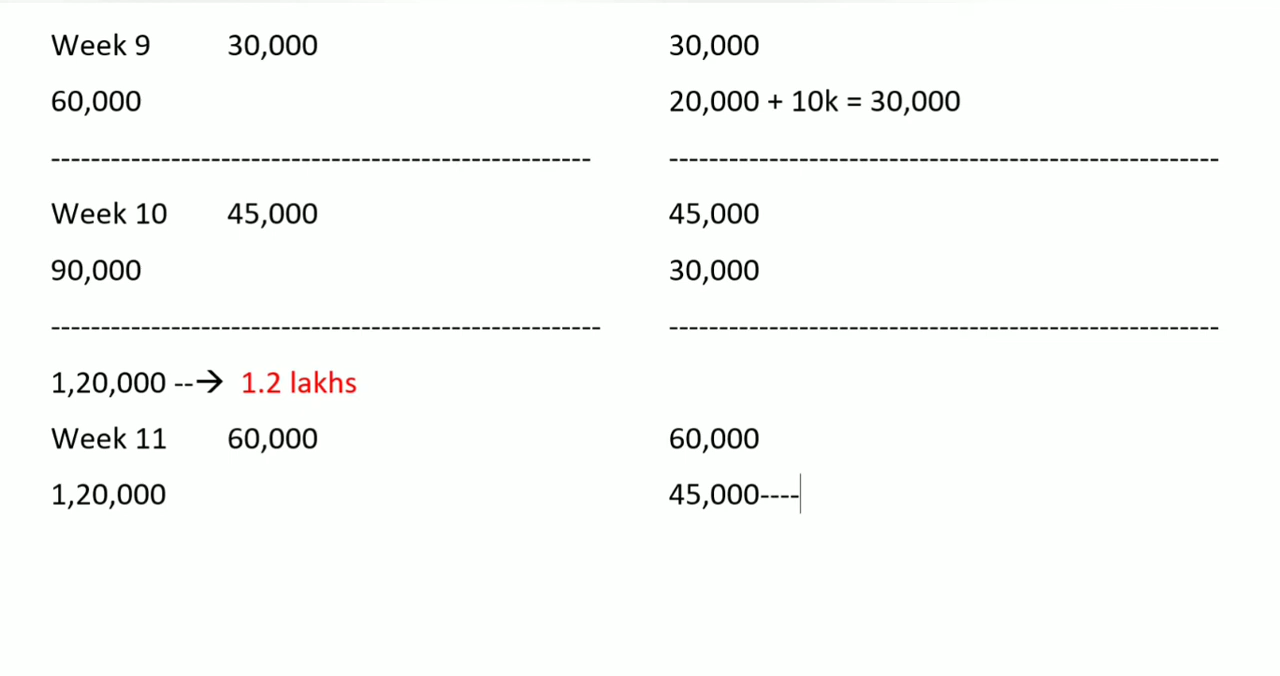 Week 9 30,000 30,000
60,000 20,000 + 10k = 30,000
------------------------------------------------------ -------------------------------------------------------
Week 10 45,000 45,000
90,000 30,000
------------------------------------------------------- -------------------------------------------------------
1,20,000 --→ 1.2 lakhs
Week 11 60,000 60,000
1,20,000 45,000----